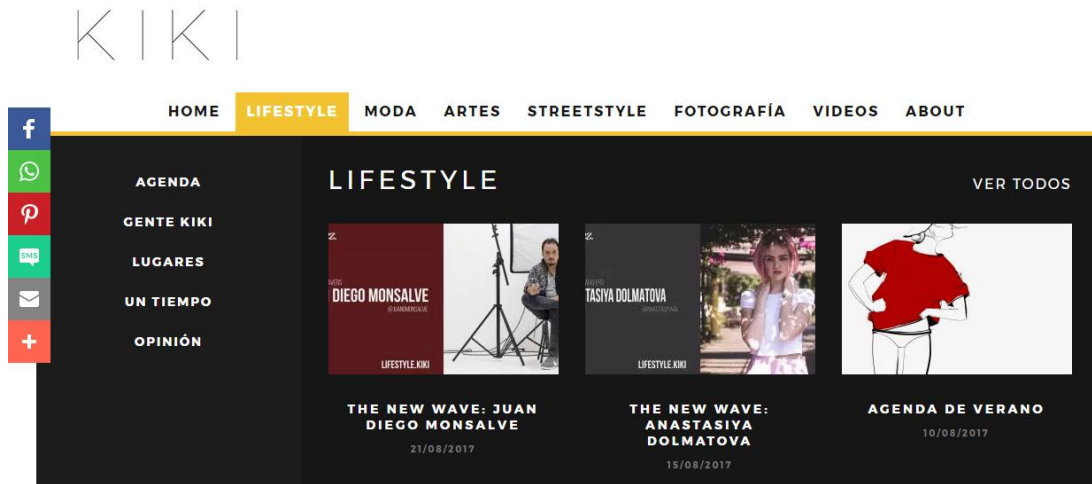 KIKI
HOME LIFESTYLE MODA ARTES STREETSTYLE FOTOGRAFÍA VIDEOS ABOUT
SMS
AGENDA
GENTE KIKI
LUGARES
UN TIEMPO
OPINIÓN
LIFESTYLE
VER TODOS
Z.
DIEGO MONSALVE
LIFESTYLE.KIKI
THE NEW WAVE: JUAN
DIEGO MONSALVE
21/08/2017
Z.
TASIYA DOLMATOVA
LIFESTYLE.KIKI
THE NEW WAVE:
ANASTASIYA
DOLMATOVA
15/08/2017
AGENDA DE VERANO
10/08/2017